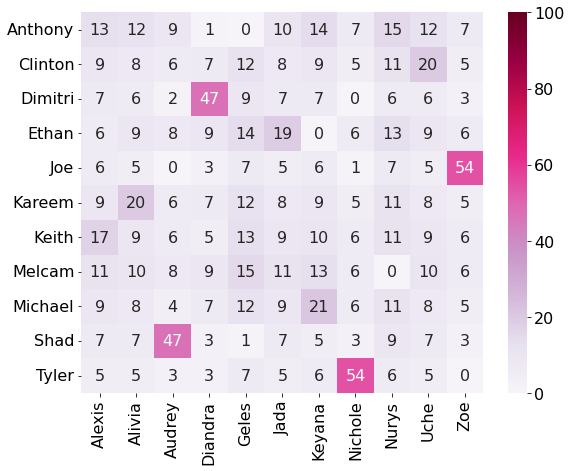 Anthony 13 12 9 1 0 10 14 7 15 12 7
Clinton 9 8 6 7 12 8 9 5 11 20 5
Dimitri 7 6 2 47 9 7 7 0 6 6 3
Ethan 6 9 8 9 14 19 0 6 13 9 6
Joe 6 5 0 3 7 5 6 1 7 5 54
Kareem 9 20 6 7 12 8 9 5 11 8 5
Keith 17 9 6 5 13 9 10 6 11 9 6
Melcam 11 10 8 9 15 11 13 6 0 10 6
Michael 9 8 4 7 12 9 21 6 11 8 5
Shad 7 7 47 3 1 7 5 3 9 7 3
Tyler 5 5 3 3 7 5 6 54 6 5 0
Alexis Alivia Audrey Diandra Geles Jada Keyana Nichole Nurys Uche Zoe
100
80
60
40
20
0